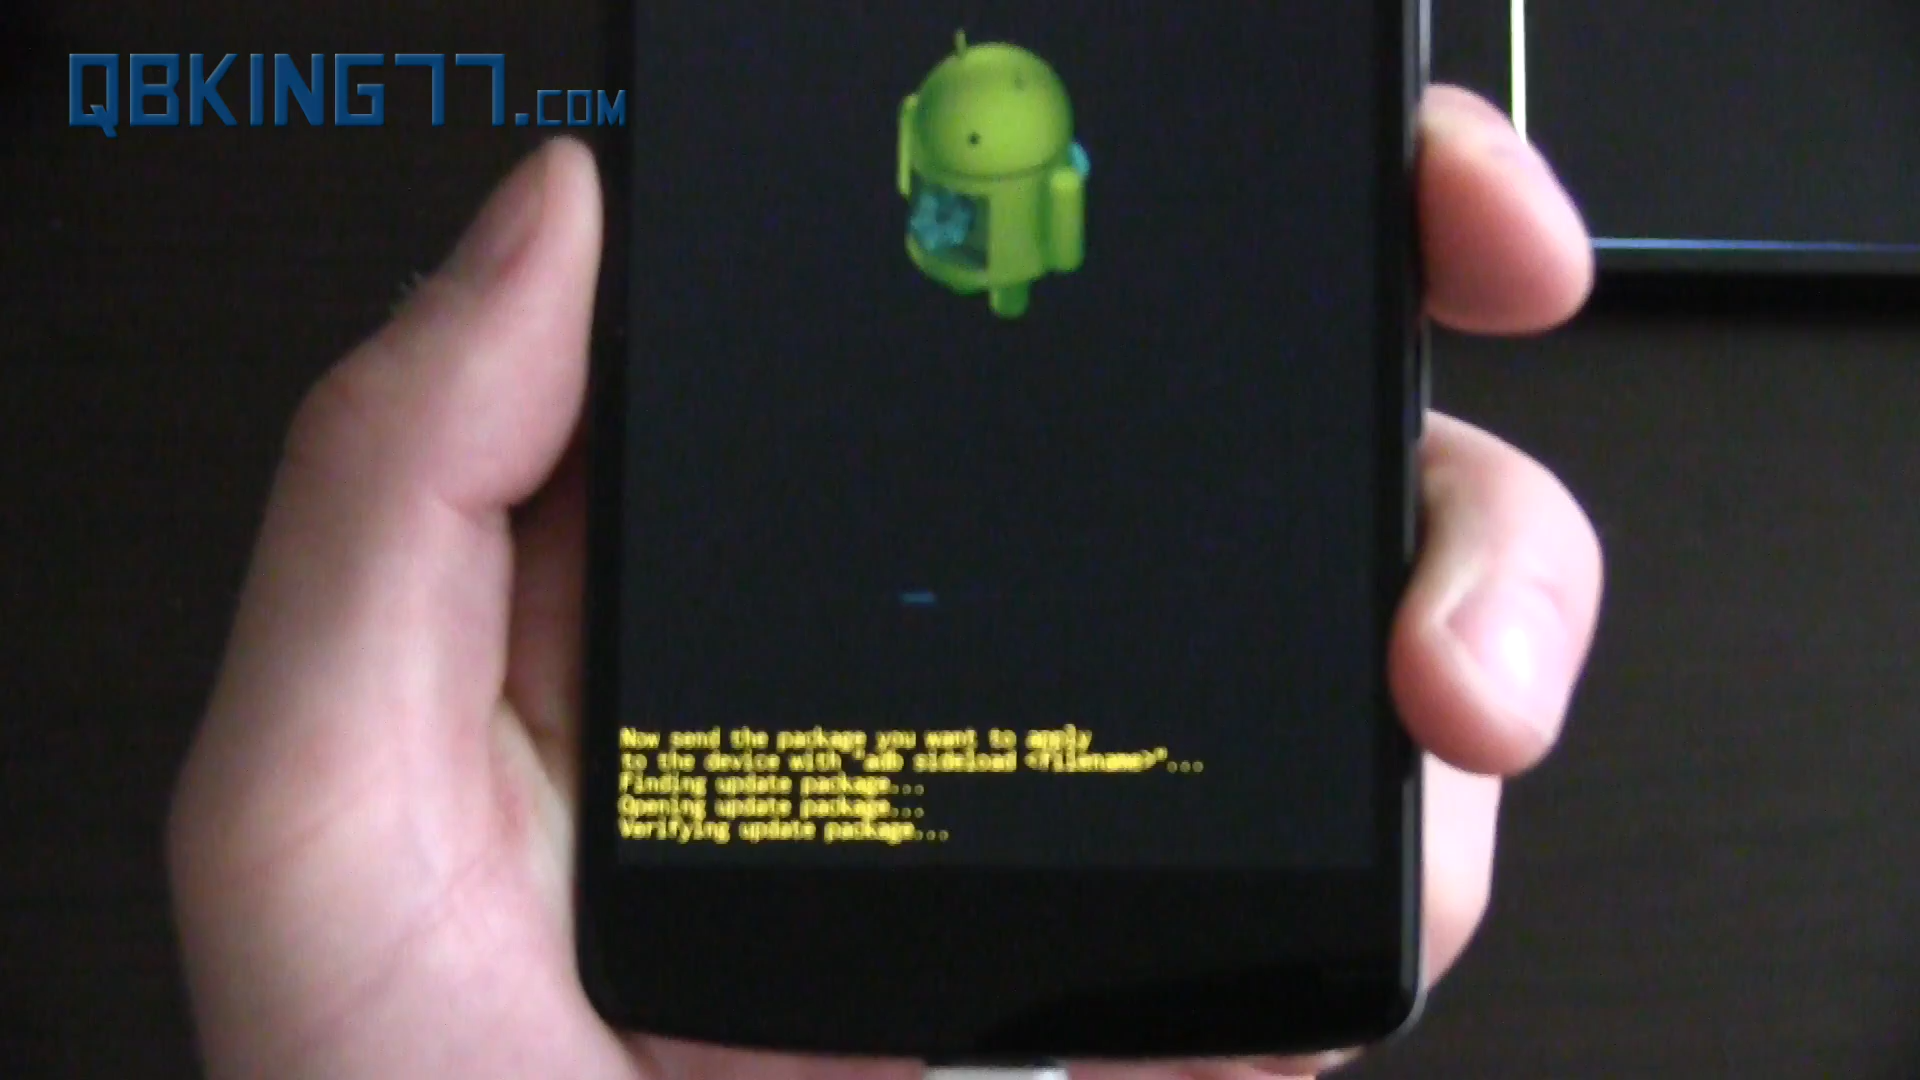 QBKING77.COM
Now send the package you want to apply
to the device with "adb sideload <filename>"...
Finding update package...
Opening update package...
Verifying update package...